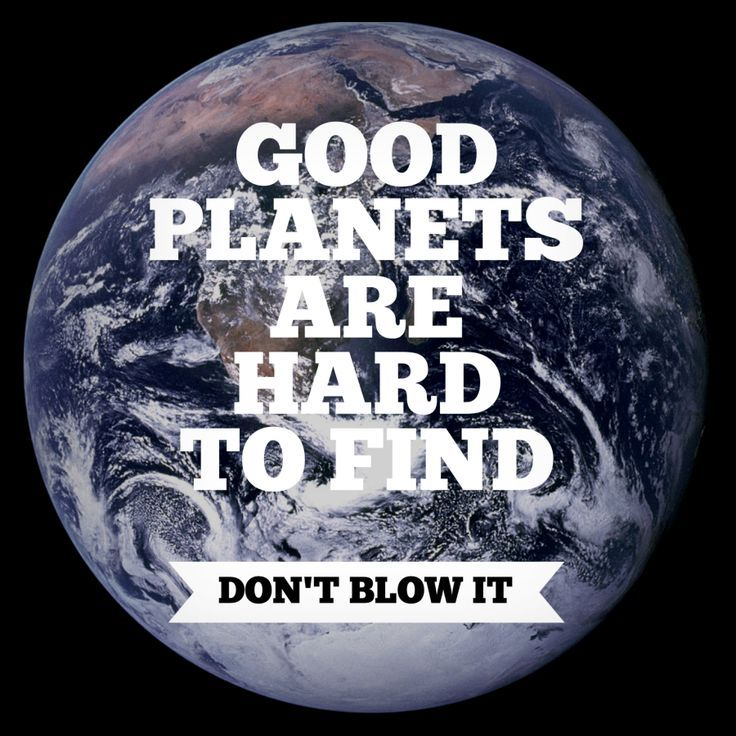 GOOD
PLANETS
ARE
HARD
TO FIND
DON'T BLOW IT